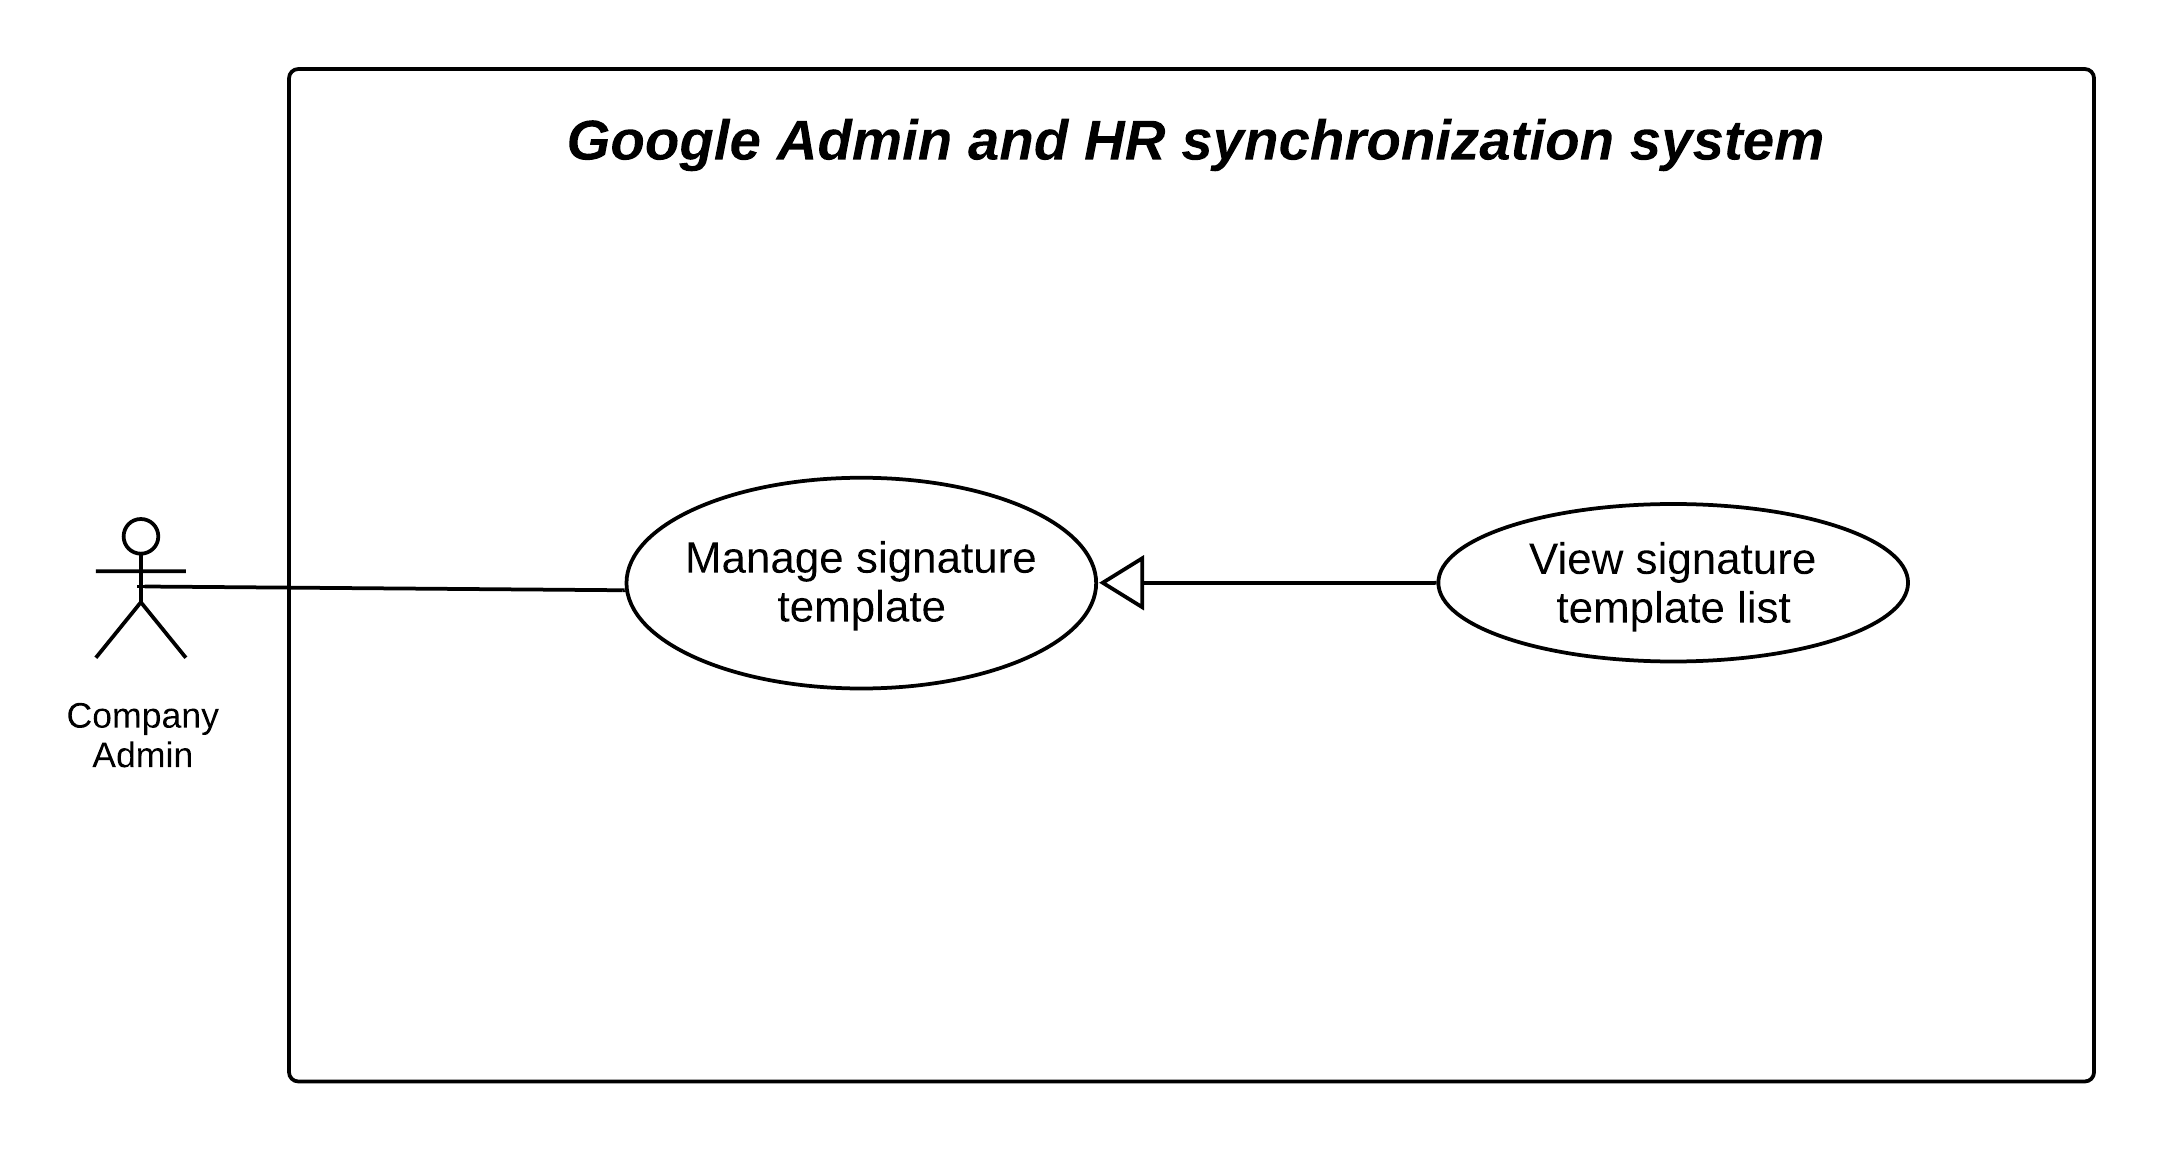 Google Admin and HR synchronization system
Manage signature
template
View signature
template list
Company
Admin